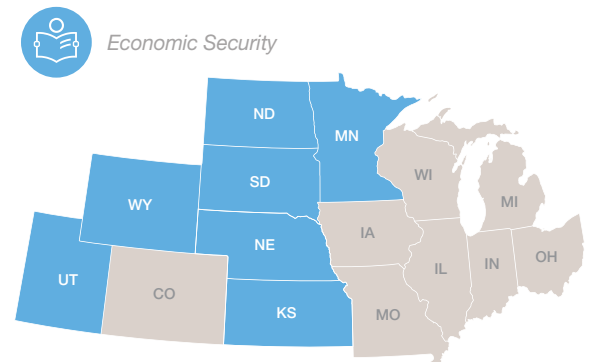 Economic Security
ND
MN
SD
WI
MI
WY
IA
NE
OH
IN
IL
UT
CO
KS
MO